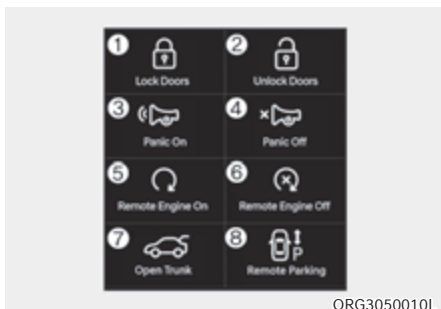 ① ②
Lock Doors Unlock Doors
③ ④
Panic On Panic Off
⑤ ⑥
Remote Engine On Remote Engine Off
⑦ ⑧
P
Open Trunk Remote Parking
ORG3050010L